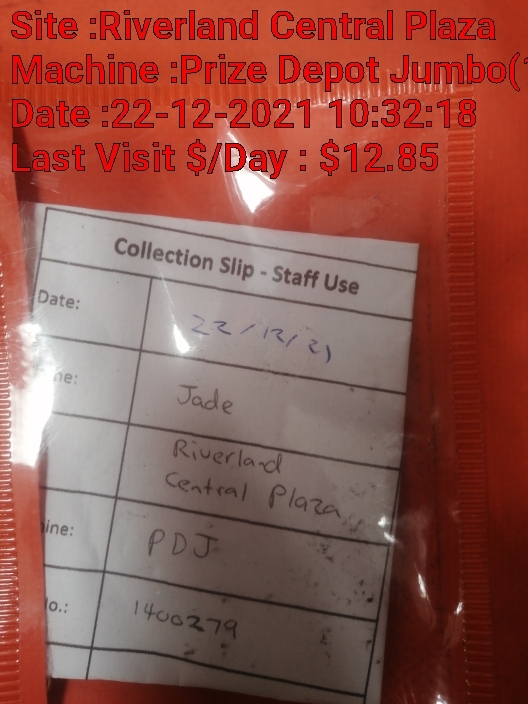 Site :Riverland Central Plaza
Machine :Prize Depot Jumbo(
Date :22-12-2021 10:32:18
Last Visit $/Day : $12.85
Collection Slip - Staff Use
Date: 22/12/21
Jade
Riverland
Central Plaza
PDJ
1400279